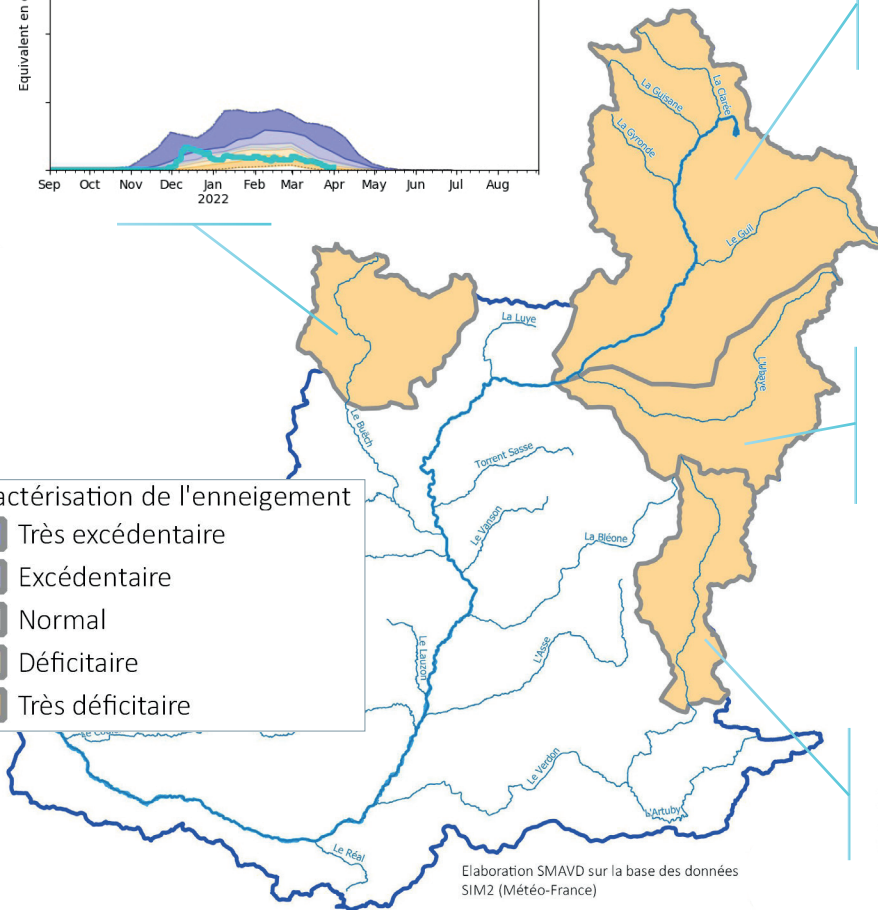 Equivalent en
Sep Oct Nov Dec Jan Feb Mar Apr May Jun Jul Aug
2022
La Clarée
La Guisane
La Gyronde
Le Guil
La Luye
L'Ubaye
Le Buëch
Torrent Sasse
Le Vanson
La Bléone
actérisation de l'enneigement
Très excédentaire
Excédentaire
Normal
Déficitaire
Très déficitaire
Le Lauzon
L'Asse
Le Verdon
L'Artuby
Le Réal
Elaboration SMAVD sur la base des données
SIM2 (Météo-France)